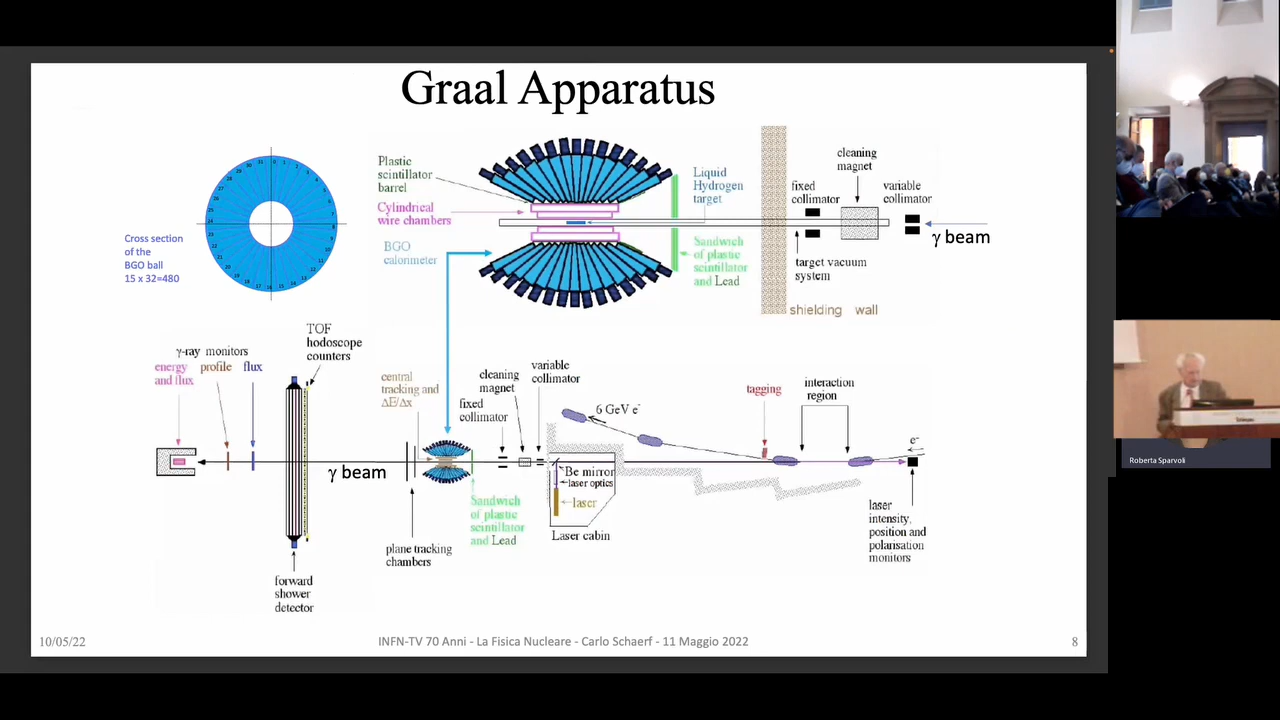 Graal Apparatus
Plastic
scintillator
barrel
Cylindrical
wire chambers
BGO
calorimeter
Liquid
Hydrogen
target
Sandwich
of plastic
scintillator
and Lead
cleaning
magnet
fixed
collimator
variable
collimator
γ beam
target vacuum
system
shielding wall
Cross section
of the
BGO ball
15 x 32=480
γ-ray monitors
energy
and flux
profile
flux
TOF
hodoscope
counters
γ beam
forward
shower
detector
central
tracking and
ΔE/Δx
fixed
collimator
cleaning
magnet
variable
collimator
plane tracking
chambers
Sandwich
of plastic
scintillator
and Lead
6 GeV e⁻
Be mirror
laser optics
laser
Laser cabin
tagging
interaction
region
e⁻
laser
intensity,
position and
polarisation
monitors
10/05/22
INFN-TV 70 Anni - La Fisica Nucleare - Carlo Schaerf - 11 Maggio 2022
8
Roberta Sparvoli